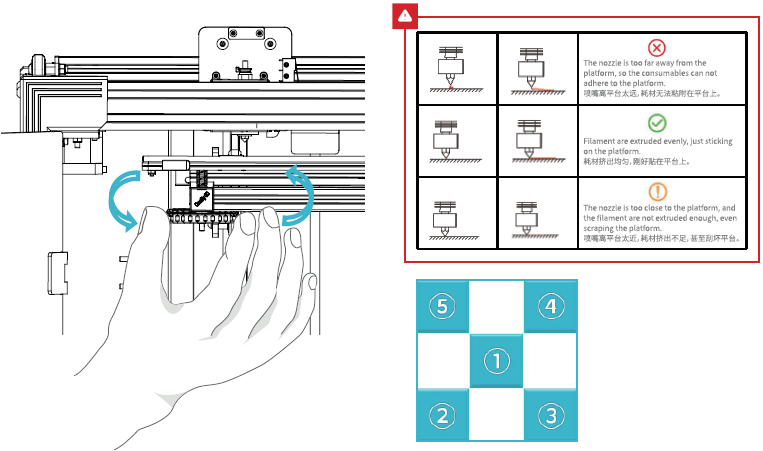 The nozzle is too far away from the
platform, so the consumables can not
adhere to the platform.
喷嘴离平台太远，耗材无法粘附在平台上。
Filament are extruded evenly, just sticking
on the platform.
耗材挤出均匀，刚好贴在平台上。
The nozzle is too close to the platform, and
the filament are not extruded enough, even
scraping the platform.
喷嘴离平台太近，耗材挤出不足，甚至刮坏平台。
⑤ ④
①
② ③